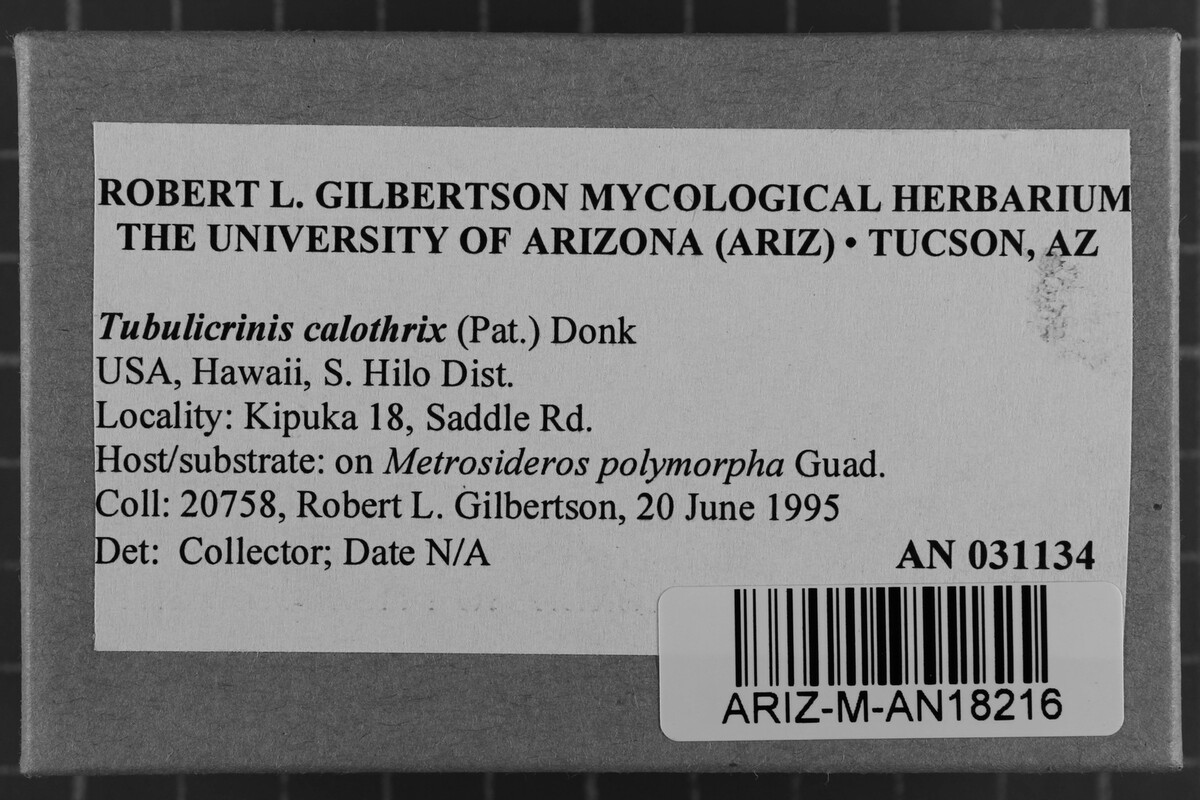 ROBERT L. GILBERTSON MYCOLOGICAL HERBARIUM
THE UNIVERSITY OF ARIZONA (ARIZ) • TUCSON, AZ
Tubulicrinis calothrix (Pat.) Donk
USA, Hawaii, S. Hilo Dist.
Locality: Kipuka 18, Saddle Rd.
Host/substrate: on Metrosideros polymorpha Guad.
Coll: 20758, Robert L. Gilbertson, 20 June 1995
Det: Collector; Date N/A
AN 031134
ARIZ-M-AN18216